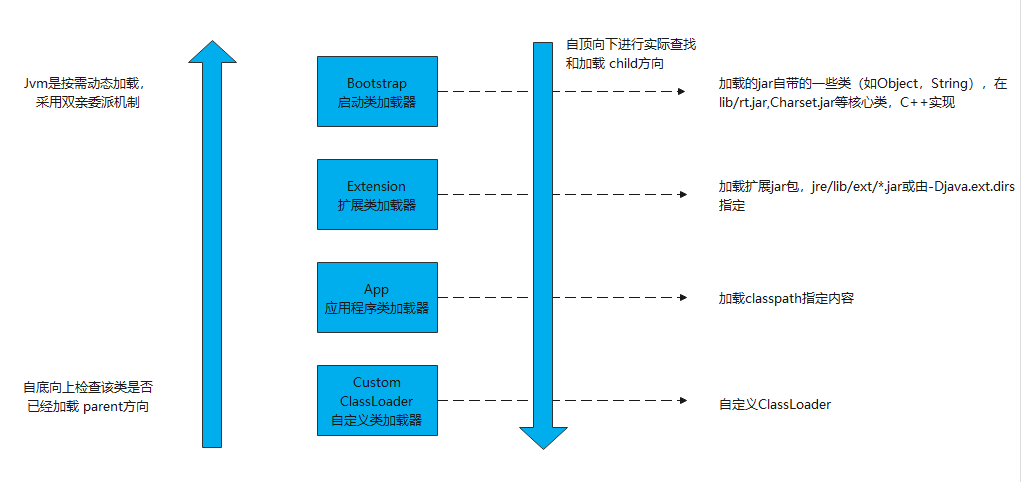 Jvm是按需动态加载，
采用双亲委派机制
自底向上检查该类是否
已经加载 parent方向
Bootstrap
启动类加载器
Extension
扩展类加载器
App
应用程序类加载器
Custom
ClassLoader
自定义类加载器
自顶向下进行实际查找
和加载 child方向
加载的jar自带的一些类（如Object，String），在
lib/rt.jar,Charset.jar等核心类，C++实现
加载扩展jar包，jre/lib/ext/*.jar或由-Djava.ext.dirs
指定
加载classpath指定内容
自定义ClassLoader